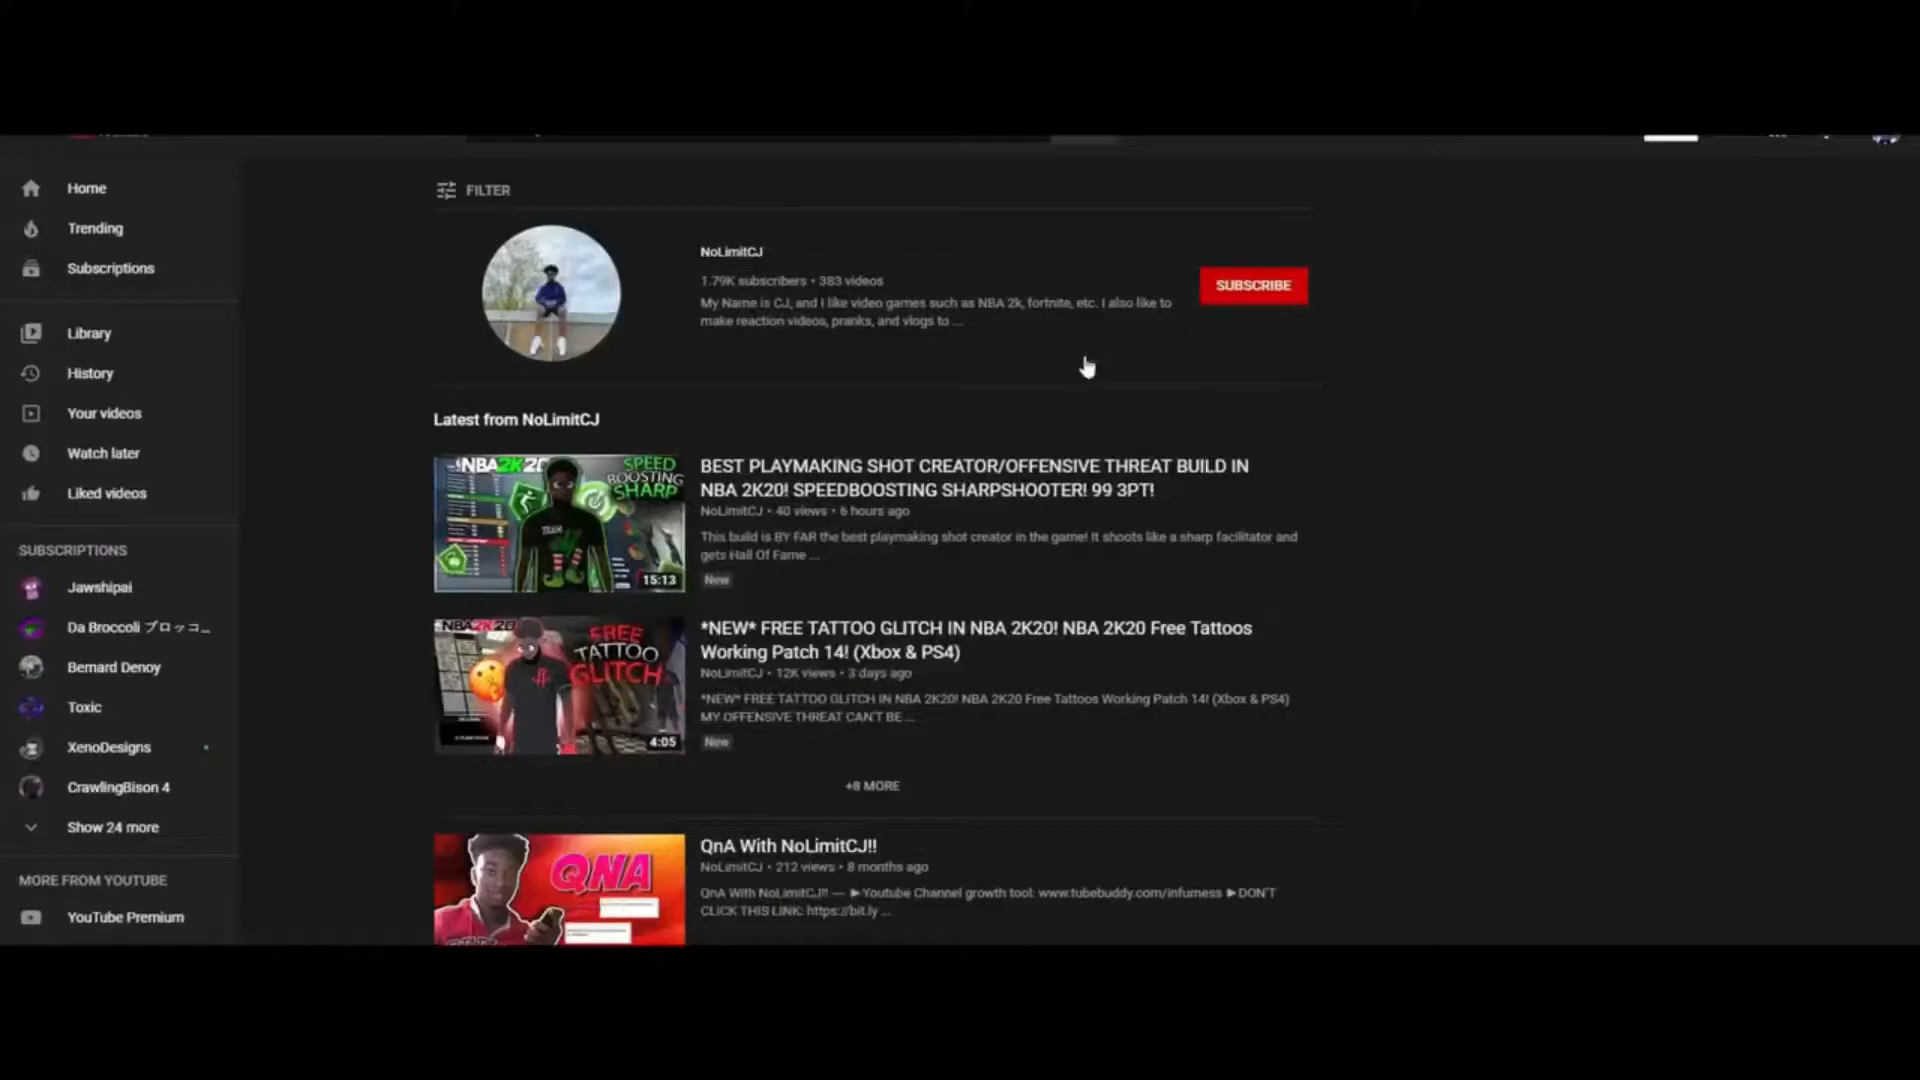 Home
Trending
Subscriptions
Library
History
Your videos
Watch later
Liked videos
SUBSCRIPTIONS
Jawshipai
Da Broccoli ブロッコ...
Bernard Denoy
Toxic
XenoDesigns
CrawlingBison 4
Show 24 more
MORE FROM YOUTUBE
YouTube Premium
FILTER
NoLimitCJ
1.79K subscribers • 383 videos
My Name is CJ, and I like video games such as NBA 2k, fortnite, etc. I also like to
make reaction videos, pranks, and vlogs to ...
SUBSCRIBE
Latest from NoLimitCJ
NBA2K20
SPEED
BOOSTING
SHARP
TEAM
15:13
BEST PLAYMAKING SHOT CREATOR/OFFENSIVE THREAT BUILD IN
NBA 2K20! SPEEDBOOSTING SHARPSHOOTER! 99 3PT!
NoLimitCJ • 40 views • 6 hours ago
This build is BY FAR the best playmaking shot creator in the game! It shoots like a sharp facilitator and
gets Hall Of Fame ...
New
NBA2K20
FREE
TATTOO
GLITCH
4:05
*NEW* FREE TATTOO GLITCH IN NBA 2K20! NBA 2K20 Free Tattoos
Working Patch 14! (Xbox & PS4)
NoLimitCJ • 12K views • 3 days ago
*NEW* FREE TATTOO GLITCH IN NBA 2K20! NBA 2K20 Free Tattoos Working Patch 14! (Xbox & PS4)
MY OFFENSIVE THREAT CAN'T BE ...
New
+8 MORE
QNA
QnA With NoLimitCJ!!
NoLimitCJ • 212 views • 8 months ago
QnA With NoLimitCJ!! — ►Youtube Channel growth tool: www.tubebuddy.com/infurness ►DON'T
CLICK THIS LINK: https://bit.ly ...